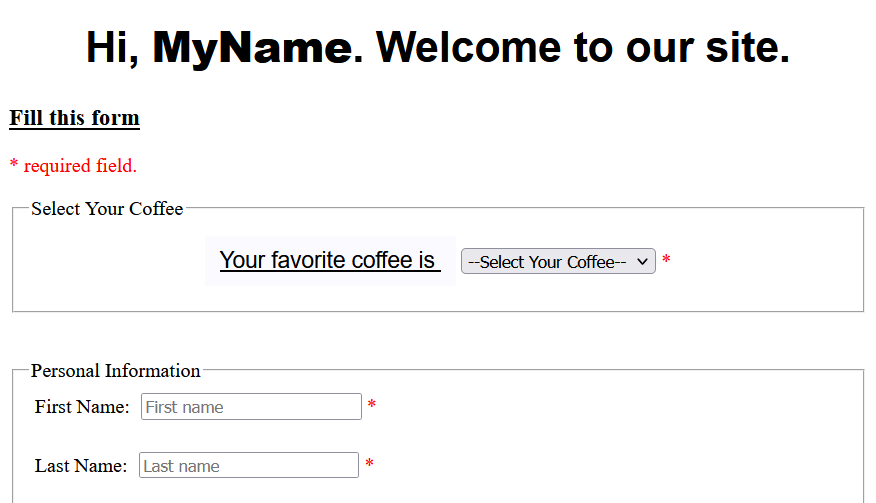 Hi, MyName. Welcome to our site.
Fill this form
* required field.
Select Your Coffee
Your favorite coffee is --Select Your Coffee-- *
Personal Information
First Name: First name *
Last Name: Last name *